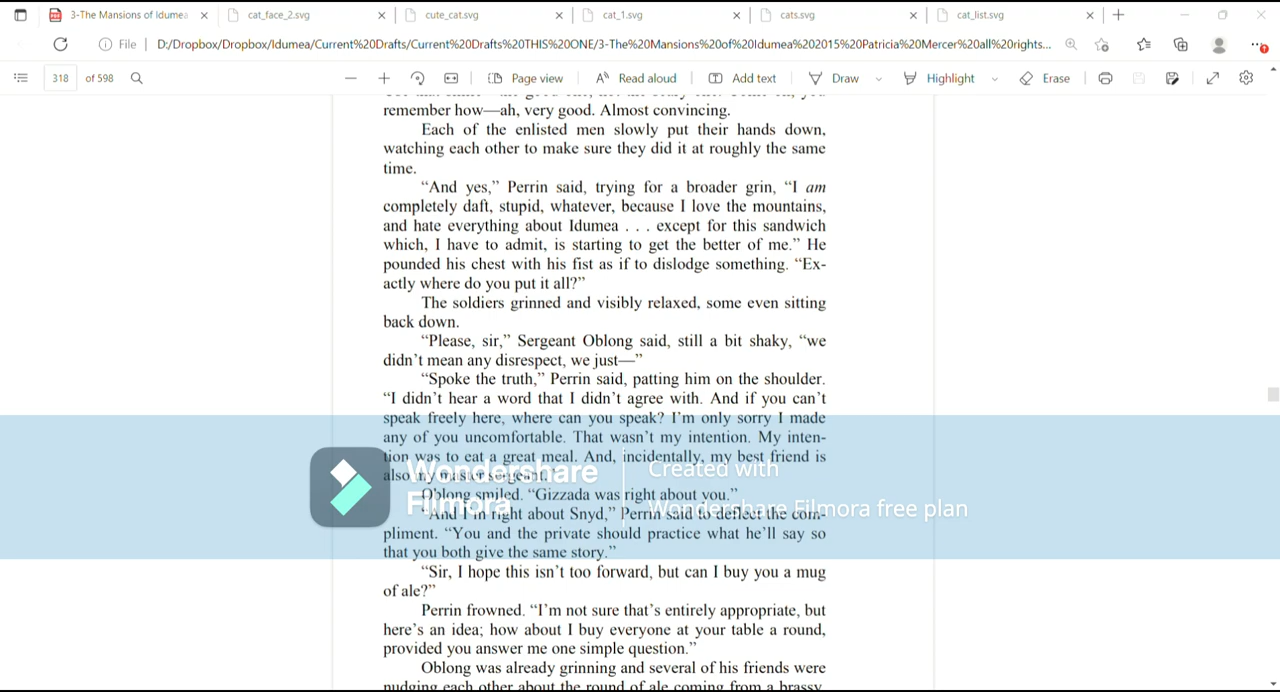 3-The Mansions of Idumea
cat_face_2.svg
cute_cat.svg
cat_1.svg
cats.svg
cat_list.svg
File
D:/Dropbox/Dropbox/Idumea/Current%20Drafts/Current%20Drafts%20THIS%20ONE/3-The%20Mansions%20of%20Idumea%202015%20Patricia%20Mercer%20all%20rights...
318 of 598
Page view
Read aloud
Add text
Draw
Highlight
Erase
remember how—ah, very good. Almost convincing.
Each of the enlisted men slowly put their hands down,
watching each other to make sure they did it at roughly the same
time.
“And yes,” Perrin said, trying for a broader grin, “I am
completely daft, stupid, whatever, because I love the mountains,
and hate everything about Idumea . . . except for this sandwich
which, I have to admit, is starting to get the better of me.” He
pounded his chest with his fist as if to dislodge something. “Ex-
actly where do you put it all?”
The soldiers grinned and visibly relaxed, some even sitting
back down.
“Please, sir,” Sergeant Oblong said, still a bit shaky, “we
didn’t mean any disrespect, we just—”
“Spoke the truth,” Perrin said, patting him on the shoulder.
“I didn’t hear a word that I didn’t agree with. And if you can’t
speak freely here, where can you speak? I’m only sorry I made
any of you uncomfortable. That wasn’t my intention. My inten-
tion was to eat a great meal. And, incidentally, my best friend is
also my master sergeant.”
Oblong smiled. “Gizzada was right about you.”
“And I’m right about Snyd,” Perrin said to deflect the com-
pliment. “You and the private should practice what he’ll say so
that you both give the same story.”
“Sir, I hope this isn’t too forward, but can I buy you a mug
of ale?”
Perrin frowned. “I’m not sure that’s entirely appropriate, but
here’s an idea; how about I buy everyone at your table a round,
provided you answer me one simple question.”
Oblong was already grinning and several of his friends were
nudging each other about the round of ale coming from a brassy
Wondershare
Filmora
Created with
Wondershare Filmora free plan